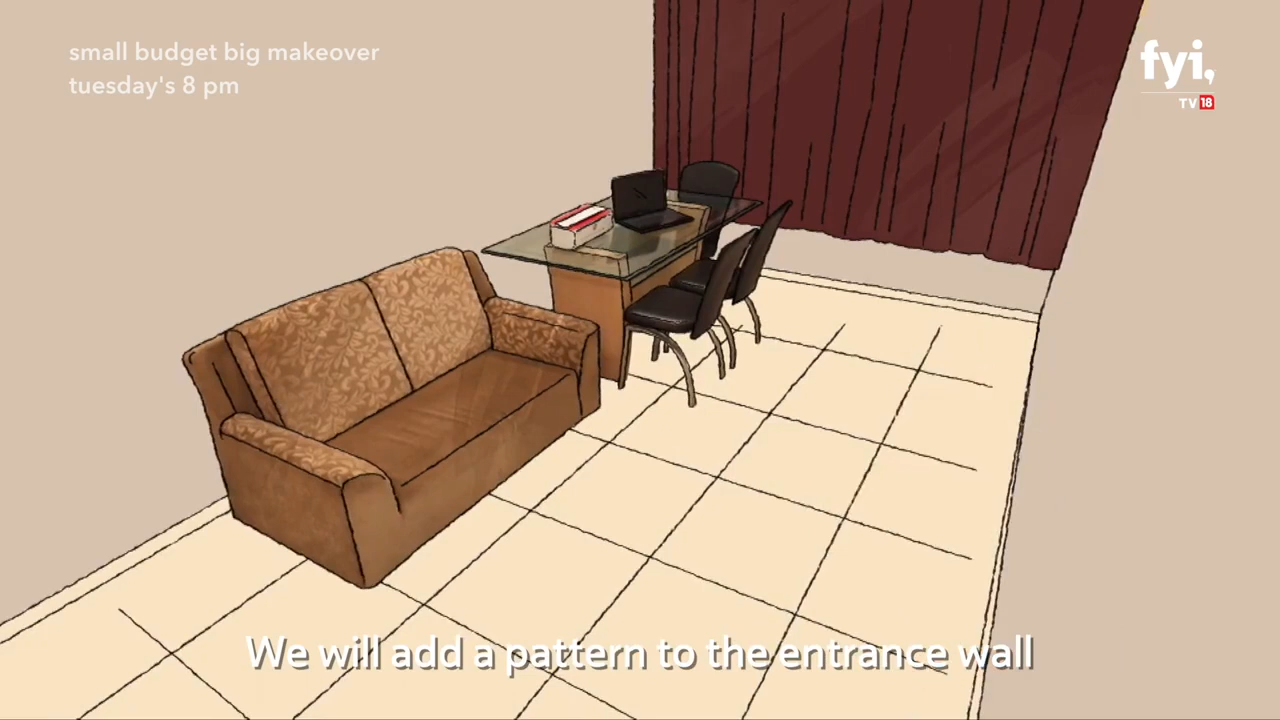 small budget big makeover
tuesday's 8 pm
fyi,
TV18
We will add a pattern to the entrance wall